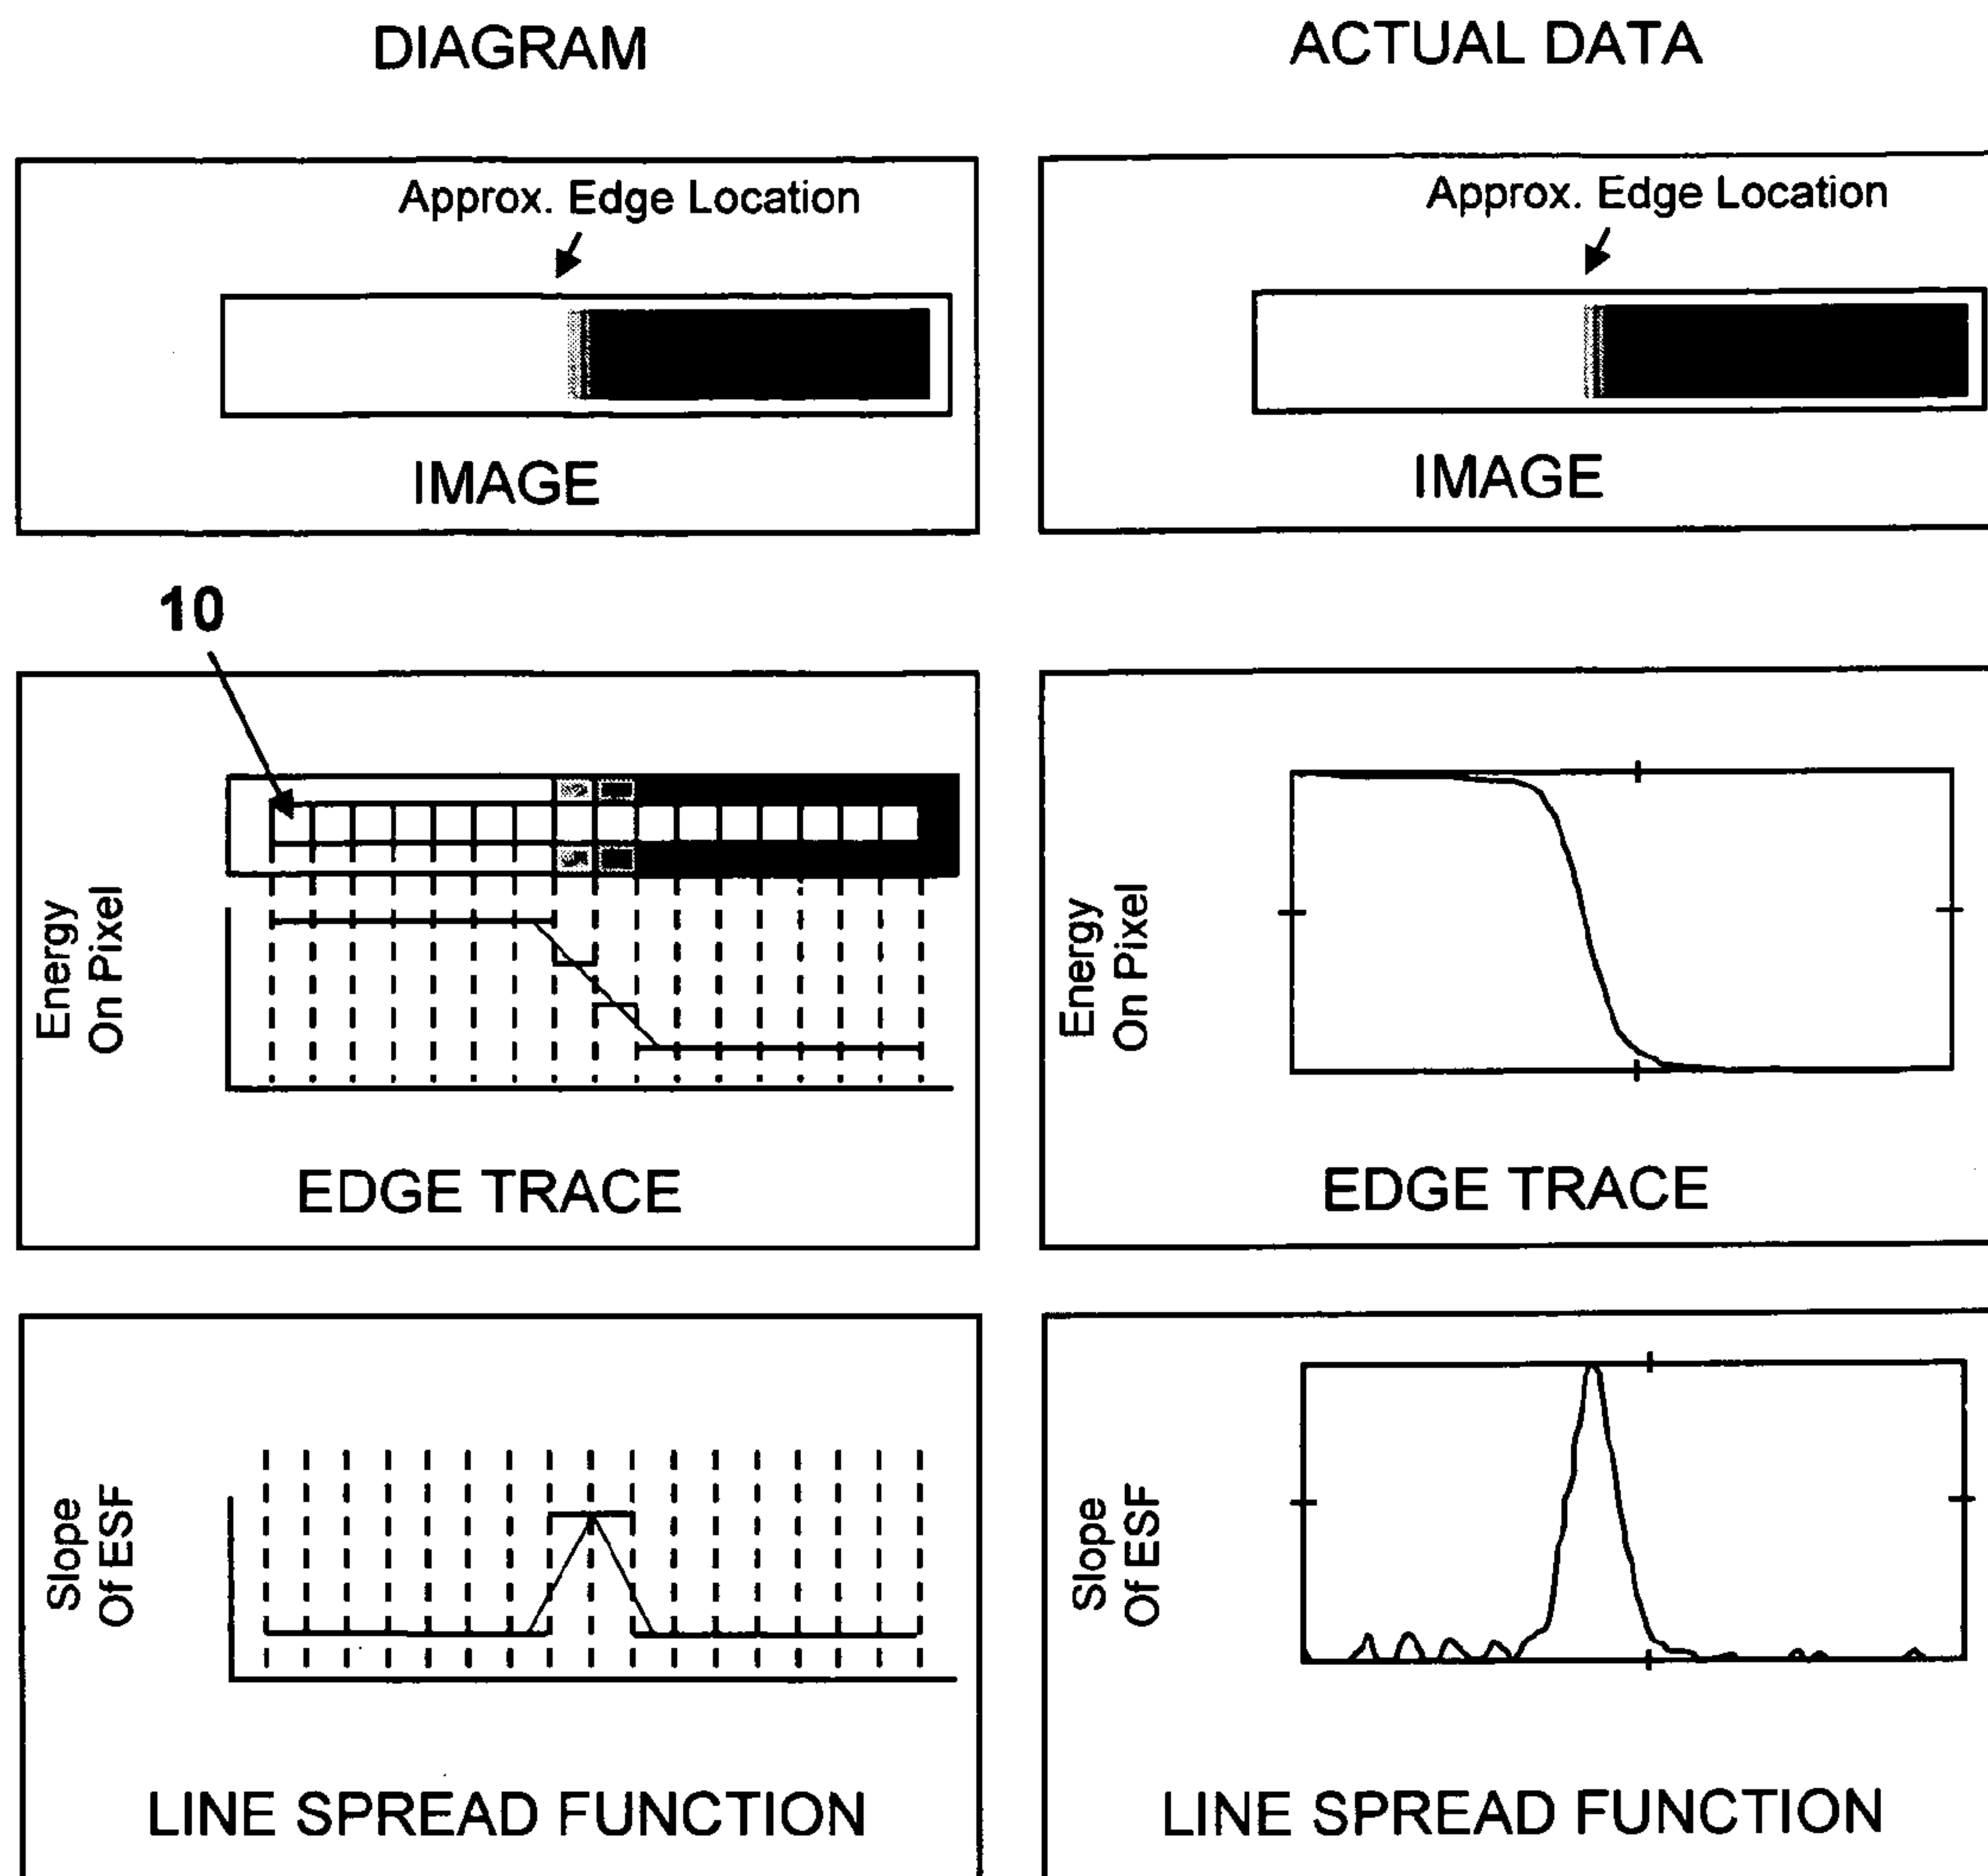 DIAGRAM
ACTUAL DATA
Approx. Edge Location
IMAGE
Approx. Edge Location
IMAGE
10
Energy
On Pixel
EDGE TRACE
Energy
On Pixel
EDGE TRACE
Slope
Of ESF
LINE SPREAD FUNCTION
Slope
Of ESF
LINE SPREAD FUNCTION